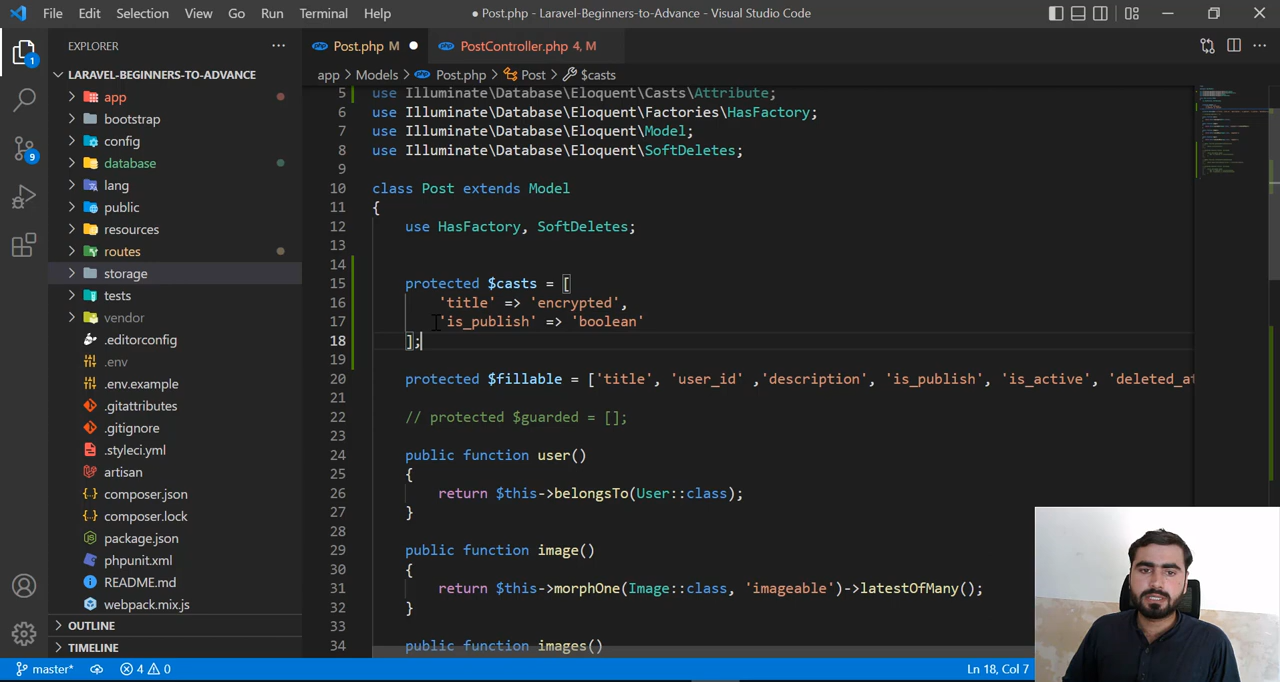 File Edit Selection View Go Run Terminal Help
● Post.php - Laravel-Beginners-to-Advance - Visual Studio Code
EXPLORER
Post.php M
PostController.php 4, M
LARAVEL-BEGINNERS-TO-ADVANCE
app > Models > Post.php > Post > $casts
app
bootstrap
config
database
lang
public
resources
routes
storage
tests
vendor
.editorconfig
.env
.env.example
.gitattributes
.gitignore
.styleci.yml
artisan
composer.json
composer.lock
package.json
phpunit.xml
README.md
webpack.mix.js
OUTLINE
TIMELINE
1
9
5 use Illuminate\Database\Eloquent\Casts\Attribute;
6 use Illuminate\Database\Eloquent\Factories\HasFactory;
7 use Illuminate\Database\Eloquent\Model;
8 use Illuminate\Database\Eloquent\SoftDeletes;
9
10 class Post extends Model
11 {
12 use HasFactory, SoftDeletes;
13
14
15 protected $casts = [
16 'title' => 'encrypted',
17 'is_publish' => 'boolean'
18 ];
19
20 protected $fillable = ['title', 'user_id' ,'description', 'is_publish', 'is_active', 'deleted_at
21
22 // protected $guarded = [];
23
24 public function user()
25 {
26 return $this->belongsTo(User::class);
27 }
28
29 public function image()
30 {
31 return $this->morphOne(Image::class, 'imageable')->latestOfMany();
32 }
33
34 public function images()
master* 4 0
Ln 18, Col 7